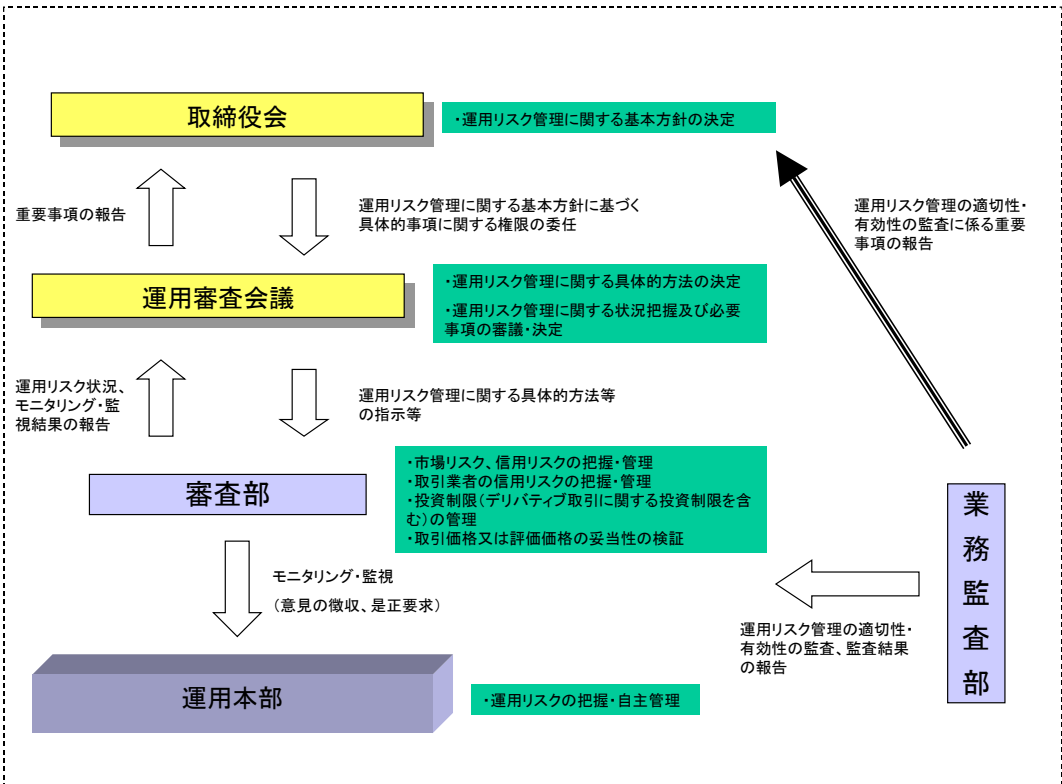 取締役会
・運用リスク管理に関する基本方針の決定
重要事項の報告
運用リスク管理に関する基本方針に基づく
具体的事項に関する権限の委任
運用リスク管理の適切性・
有効性の監査に係る重要
事項の報告
運用審査会議
・運用リスク管理に関する具体的方法の決定
・運用リスク管理に関する状況把握及び必要
事項の審議・決定
運用リスク状況、
モニタリング・監
視結果の報告
運用リスク管理に関する具体的方法等
の指示等
審査部
・市場リスク、信用リスクの把握・管理
・取引業者の信用リスクの把握・管理
・投資制限(デリバティブ取引に関する投資制限を含
む)の管理
・取引価格又は評価価格の妥当性の検証
業務監査部
モニタリング・監視
(意見の徴収、是正要求)
運用リスク管理の適切性・
有効性の監査、監査結果
の報告
運用本部
・運用リスクの把握・自主管理